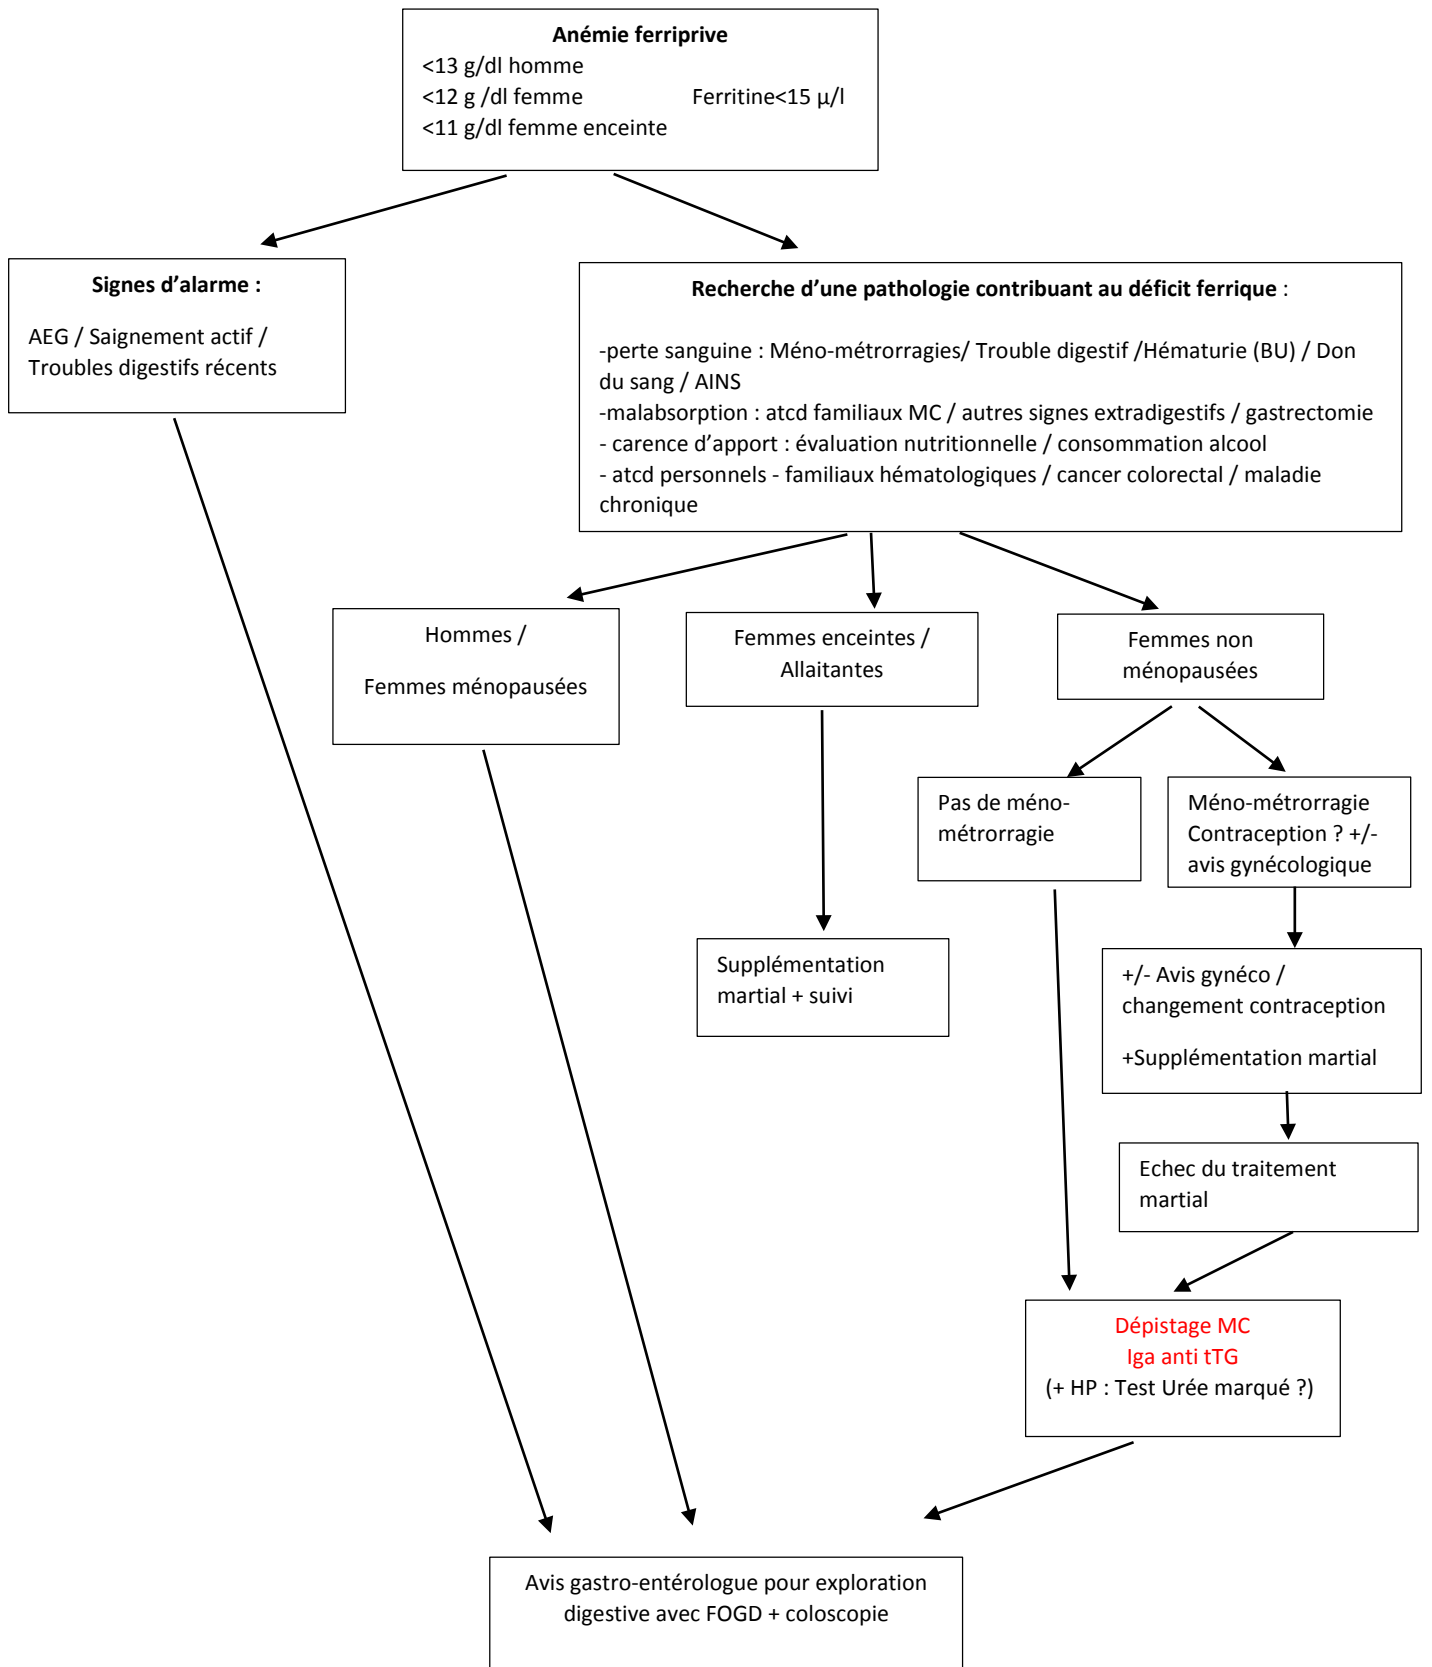 Anémie ferriprive
<13 g/dl homme
<12 g /dl femme Ferritine<15 µ/l
<11 g/dl femme enceinte
Signes d’alarme :
AEG / Saignement actif /
Troubles digestifs récents
Recherche d’une pathologie contribuant au déficit ferrique :
-perte sanguine : Méno-métrorragies/ Trouble digestif /Hématurie (BU) / Don
du sang / AINS
-malabsorption : atcd familiaux MC / autres signes extradigestifs / gastrectomie
- carence d’apport : évaluation nutritionnelle / consommation alcool
- atcd personnels - familiaux hématologiques / cancer colorectal / maladie
chronique
Hommes /
Femmes ménopausées
Femmes enceintes /
Allaitantes
Femmes non
ménopausées
Pas de méno-
métrorragie
Méno-métrorragie
Contraception ? +/-
avis gynécologique
Supplémentation
martial + suivi
+/- Avis gynéco /
changement contraception
+Supplémentation martial
Echec du traitement
martial
Dépistage MC
Iga anti tTG
(+ HP : Test Urée marqué ?)
Avis gastro-entérologue pour exploration
digestive avec FOGD + coloscopie